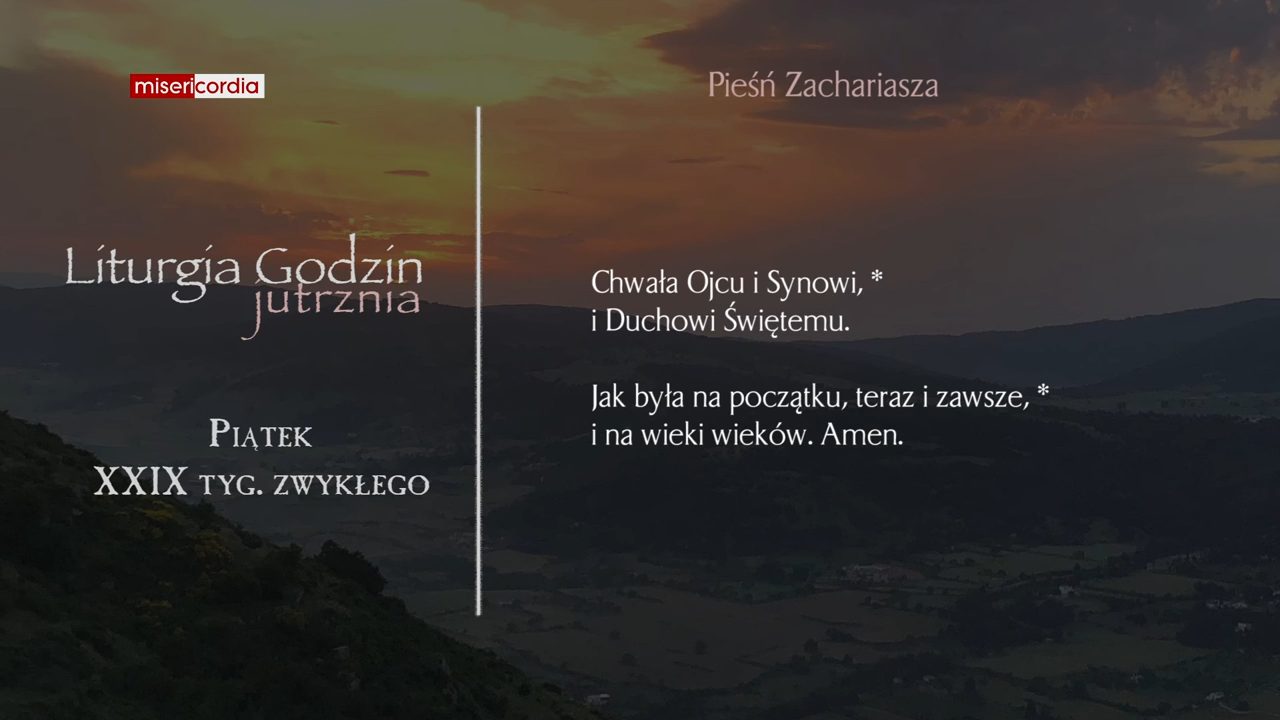 misericordia
Liturgia Godzin
jutrznia
Piątek
XXIX tyg. zwykłego
Pieśń Zachariasza
Chwała Ojcu i Synowi, *
i Duchowi Świętemu.
Jak była na początku, teraz i zawsze, *
i na wieki wieków. Amen.